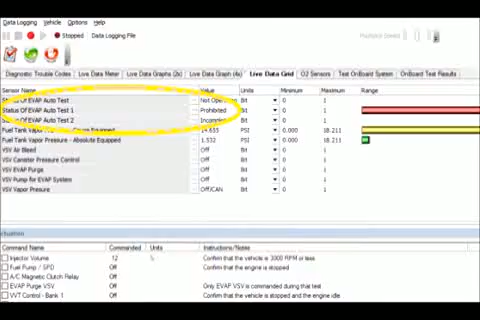 Data Logging Vehicle Options Help
Stopped Data Logging File Playback Speed
Diagnostic Trouble Codes Live Data Meter Live Data Graphs (2x) Live Data Graph (4x) Live Data Grid O2 Sensors Test OnBoard System OnBoard Test Results
Sensor Name Value Units Minimum Maximum Range
Status Of EVAP Auto Test Bit 0 1
Status Of EVAP Auto Test 1 Prohibited Bit 0 1
Status Of EVAP Auto Test 2 Bit 0 1
Fuel Tank Vapor Equipped 14.655 PSI 0.000 18.211
Fuel Tank Vapor Pressure - Absolute Equipped 1.532 PSI 0.000 18.211
VSV Air Bleed Off Bit 0 1
VSV Canister Pressure Control Off Bit 0 1
VSV EVAP Purge Off Bit 0 1
VSV Pump for EVAP System Off Bit 0 1
VSV Vapor Presure Off/CAN Bit 0 1
Actuation
Command Name Commanded Units Instructions/Notes
Injector Volume 12 % Confirm that the vehicle is 3000 RPM or less
Fuel Pump / SPD Off Confirm that the engine is stopped
A/C Magnetic Clutch Relay Off
EVAP Purge VSV Off Only EVAP VSV is commanded during that test
VVT Control - Bank 1 Off Confirm that the vehicle is stopped and the engine idle